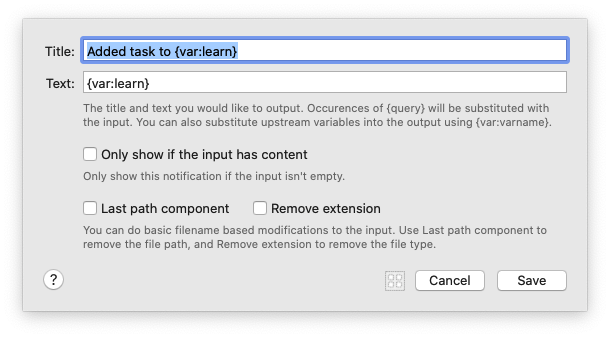 Title: Added task to {var:learn}
Text: {var:learn}
The title and text you would like to output. Occurences of {query} will be substituted with
the input. You can also substitute upstream variables into the output using {var:varname}.
Only show if the input has content
Only show this notification if the input isn't empty.
Last path component Remove extension
You can do basic filename based modifications to the input. Use Last path component to
remove the file path, and Remove extension to remove the file type.
? Cancel Save